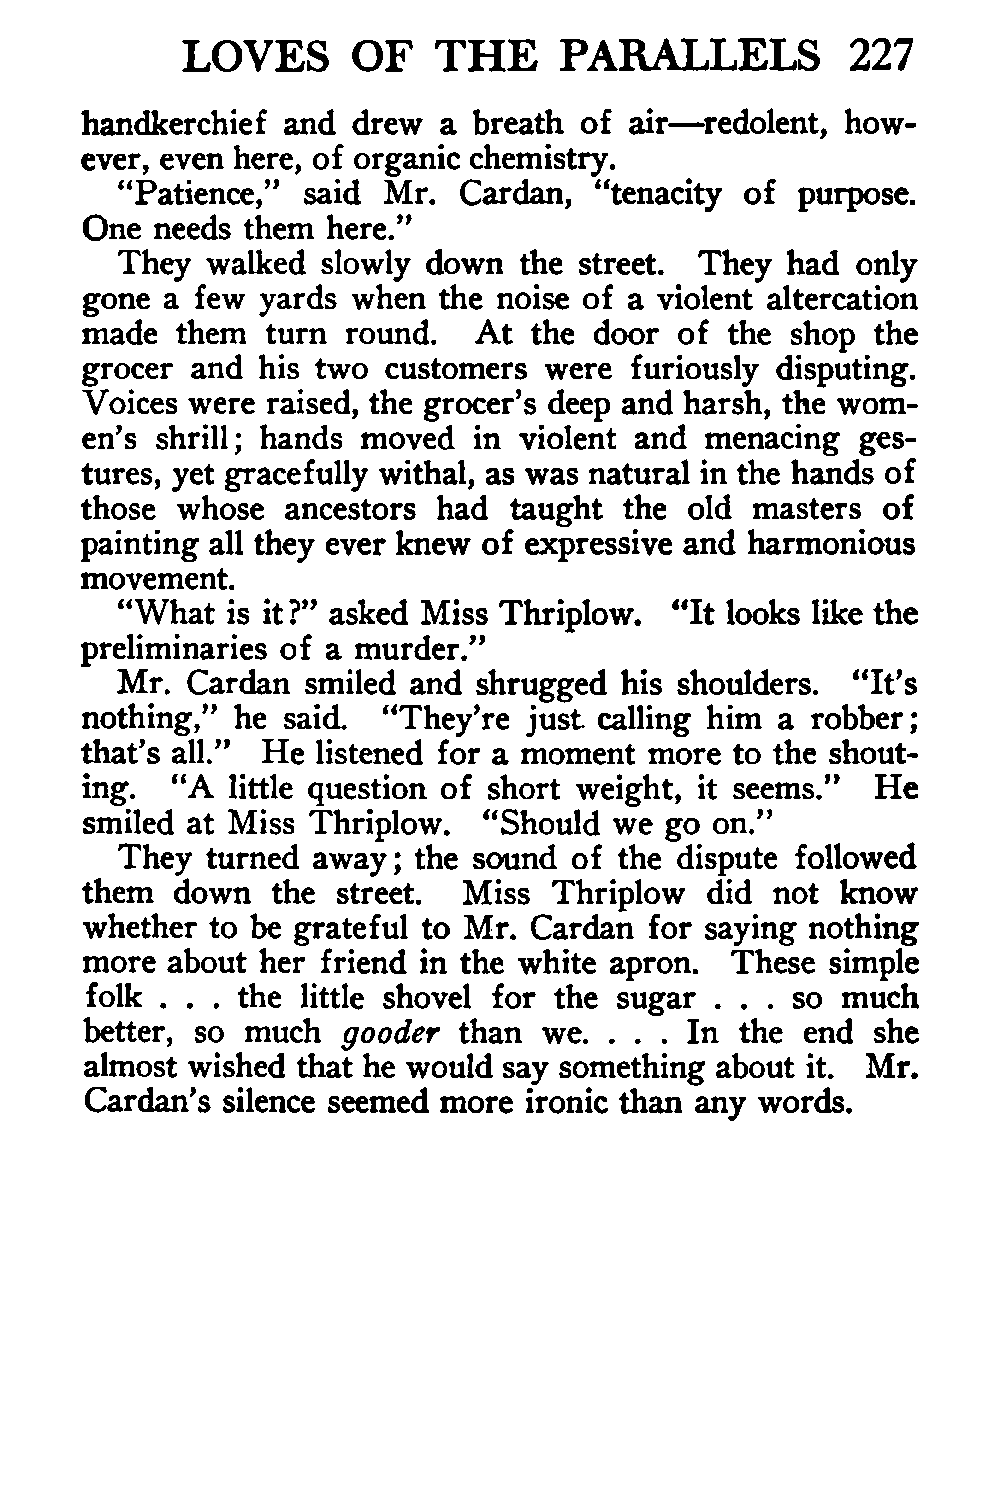 LOVES OF THE PARALLELS 227
handkerchief and drew a breath of air—redolent, how-
ever, even here, of organic chemistry.
"Patience," said Mr. Cardan, "tenacity of purpose.
One needs them here."
They walked slowly down the street. They had only
gone a few yards when the noise of a violent altercation
made them turn round. At the door of the shop the
grocer and his two customers were furiously disputing.
Voices were raised, the grocer's deep and harsh, the wom-
en's shrill; hands moved in violent and menacing ges-
tures, yet gracefully withal, as was natural in the hands of
those whose ancestors had taught the old masters of
painting all they ever knew of expressive and harmonious
movement.
"What is it?" asked Miss Thriplow. "It looks like the
preliminaries of a murder."
Mr. Cardan smiled and shrugged his shoulders. "It's
nothing," he said. "They're just calling him a robber;
that's all." He listened for a moment more to the shout-
ing. "A little question of short weight, it seems." He
smiled at Miss Thriplow. "Should we go on."
They turned away; the sound of the dispute followed
them down the street. Miss Thriplow did not know
whether to be grateful to Mr. Cardan for saying nothing
more about her friend in the white apron. These simple
folk . . . the little shovel for the sugar . . . so much
better, so much gooder than we. . . . In the end she
almost wished that he would say something about it. Mr.
Cardan's silence seemed more ironic than any words.